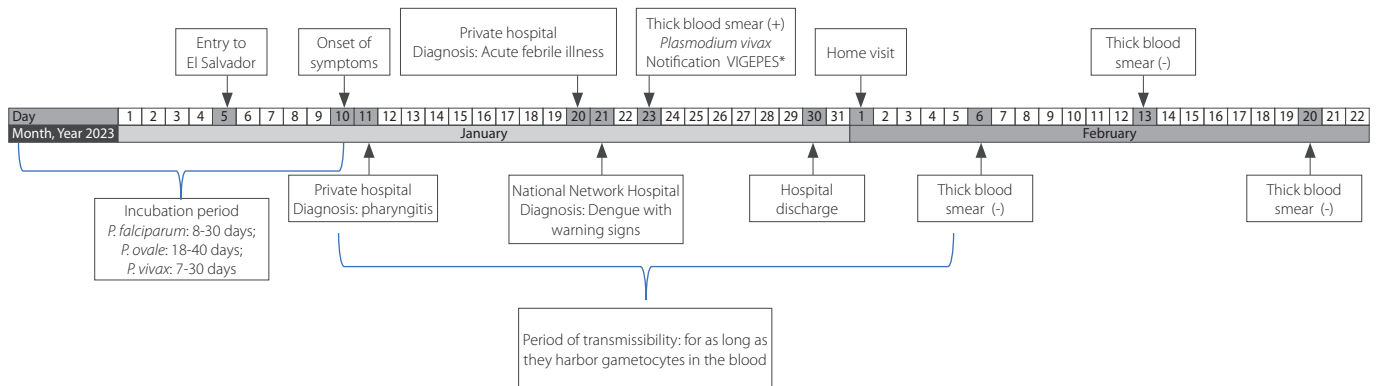 Entry to
El Salvador
Onset of
symptoms
Private hospital
Diagnosis: Acute febrile illness
Thick blood smear (+)
Plasmodium vivax
Notification VIGEPES*
Home visit
Thick blood
smear (-)
Day 1 2 3 4 5 6 7 8 9 10 11 12 13 14 15 16 17 18 19 20 21 22 23 24 25 26 27 28 29 30 31 1 2 3 4 5 6 7 8 9 10 11 12 13 14 15 16 17 18 19 20 21 22
Month, Year 2023 January February
Incubation period
P. falciparum: 8-30 days;
P. ovale: 18-40 days;
P. vivax: 7-30 days
Private hospital
Diagnosis: pharyngitis
National Network Hospital
Diagnosis: Dengue with
warning signs
Hospital
discharge
Thick blood
smear (-)
Thick blood
smear (-)
Period of transmissibility: for as long as
they harbor gametocytes in the blood